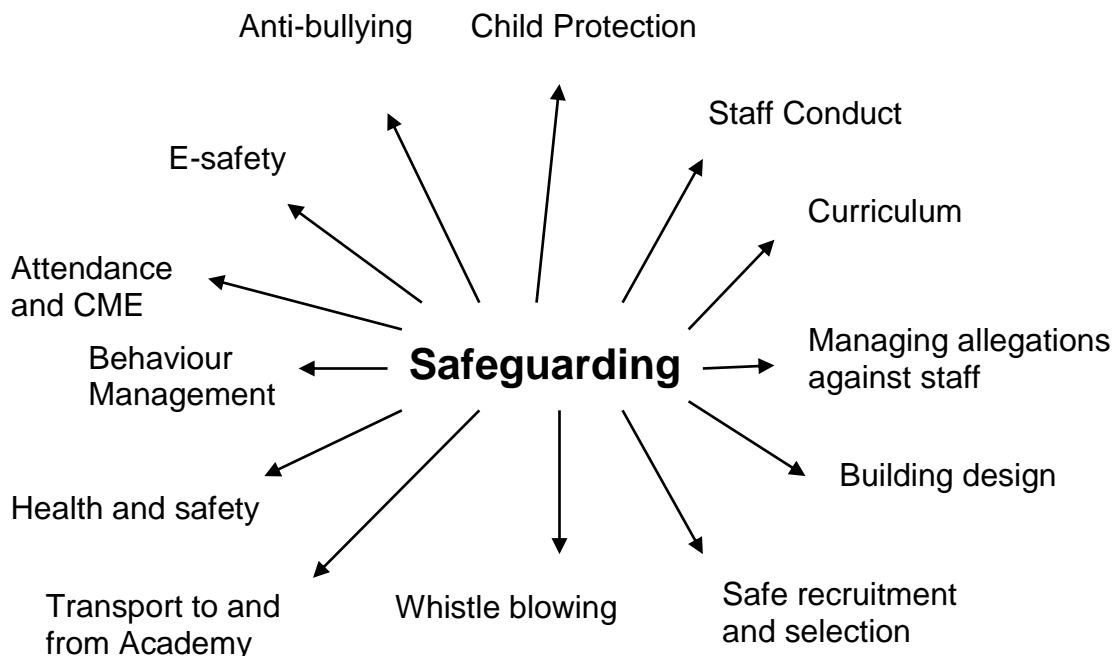 Anti-bullying
Child Protection
Staff Conduct
E-safety
Curriculum
Attendance
and CME
Managing allegations
against staff
Behaviour
Management
Safeguarding
Building design
Health and safety
Safe recruitment
and selection
Transport to and
from Academy
Whistle blowing